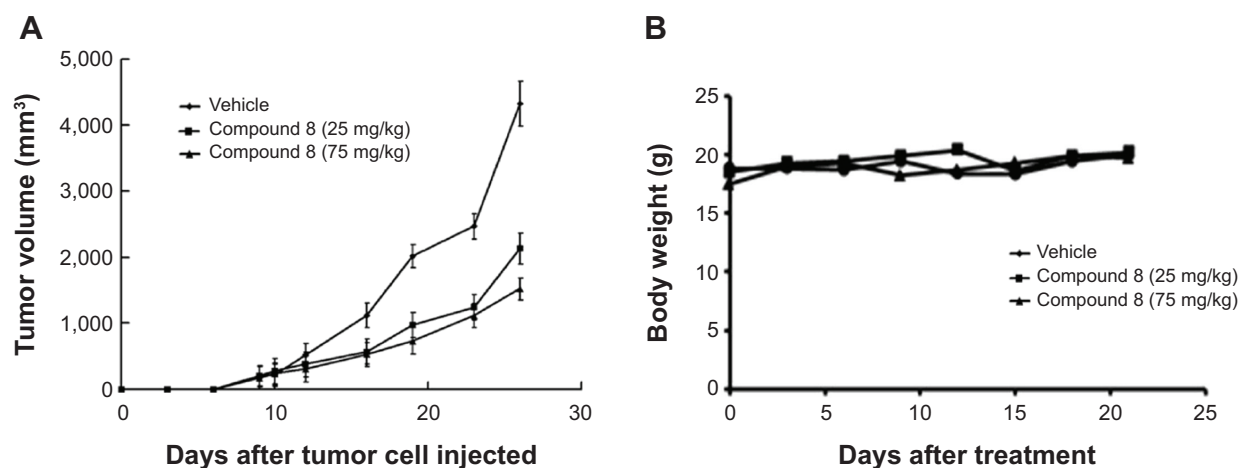 A
Tumor volume (mm³)
5,000
4,000
3,000
2,000
1,000
0
Vehicle
Compound 8 (25 mg/kg)
Compound 8 (75 mg/kg)
0 10 20 30
Days after tumor cell injected
B
Body weight (g)
25
20
15
10
5
0
Vehicle
Compound 8 (25 mg/kg)
Compound 8 (75 mg/kg)
0 5 10 15 20 25
Days after treatment